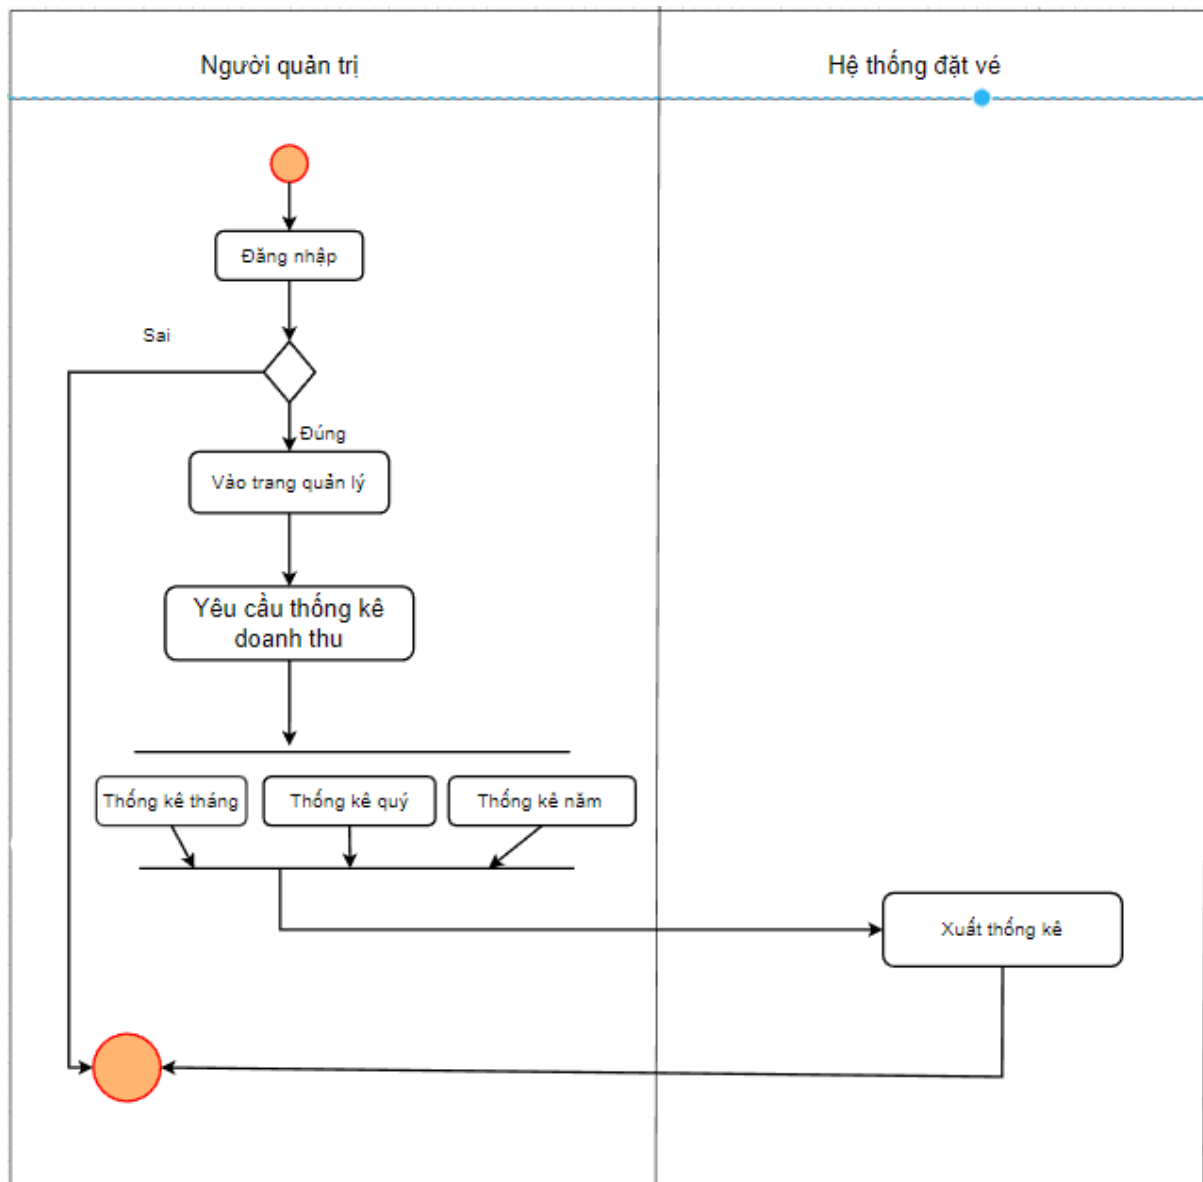 Người quản trị
Hệ thống đặt vé
Đăng nhập
Sai
Đúng
Vào trang quản lý
Yêu cầu thống kê
doanh thu
Thống kê tháng
Thống kê quý
Thống kê năm
Xuất thống kê